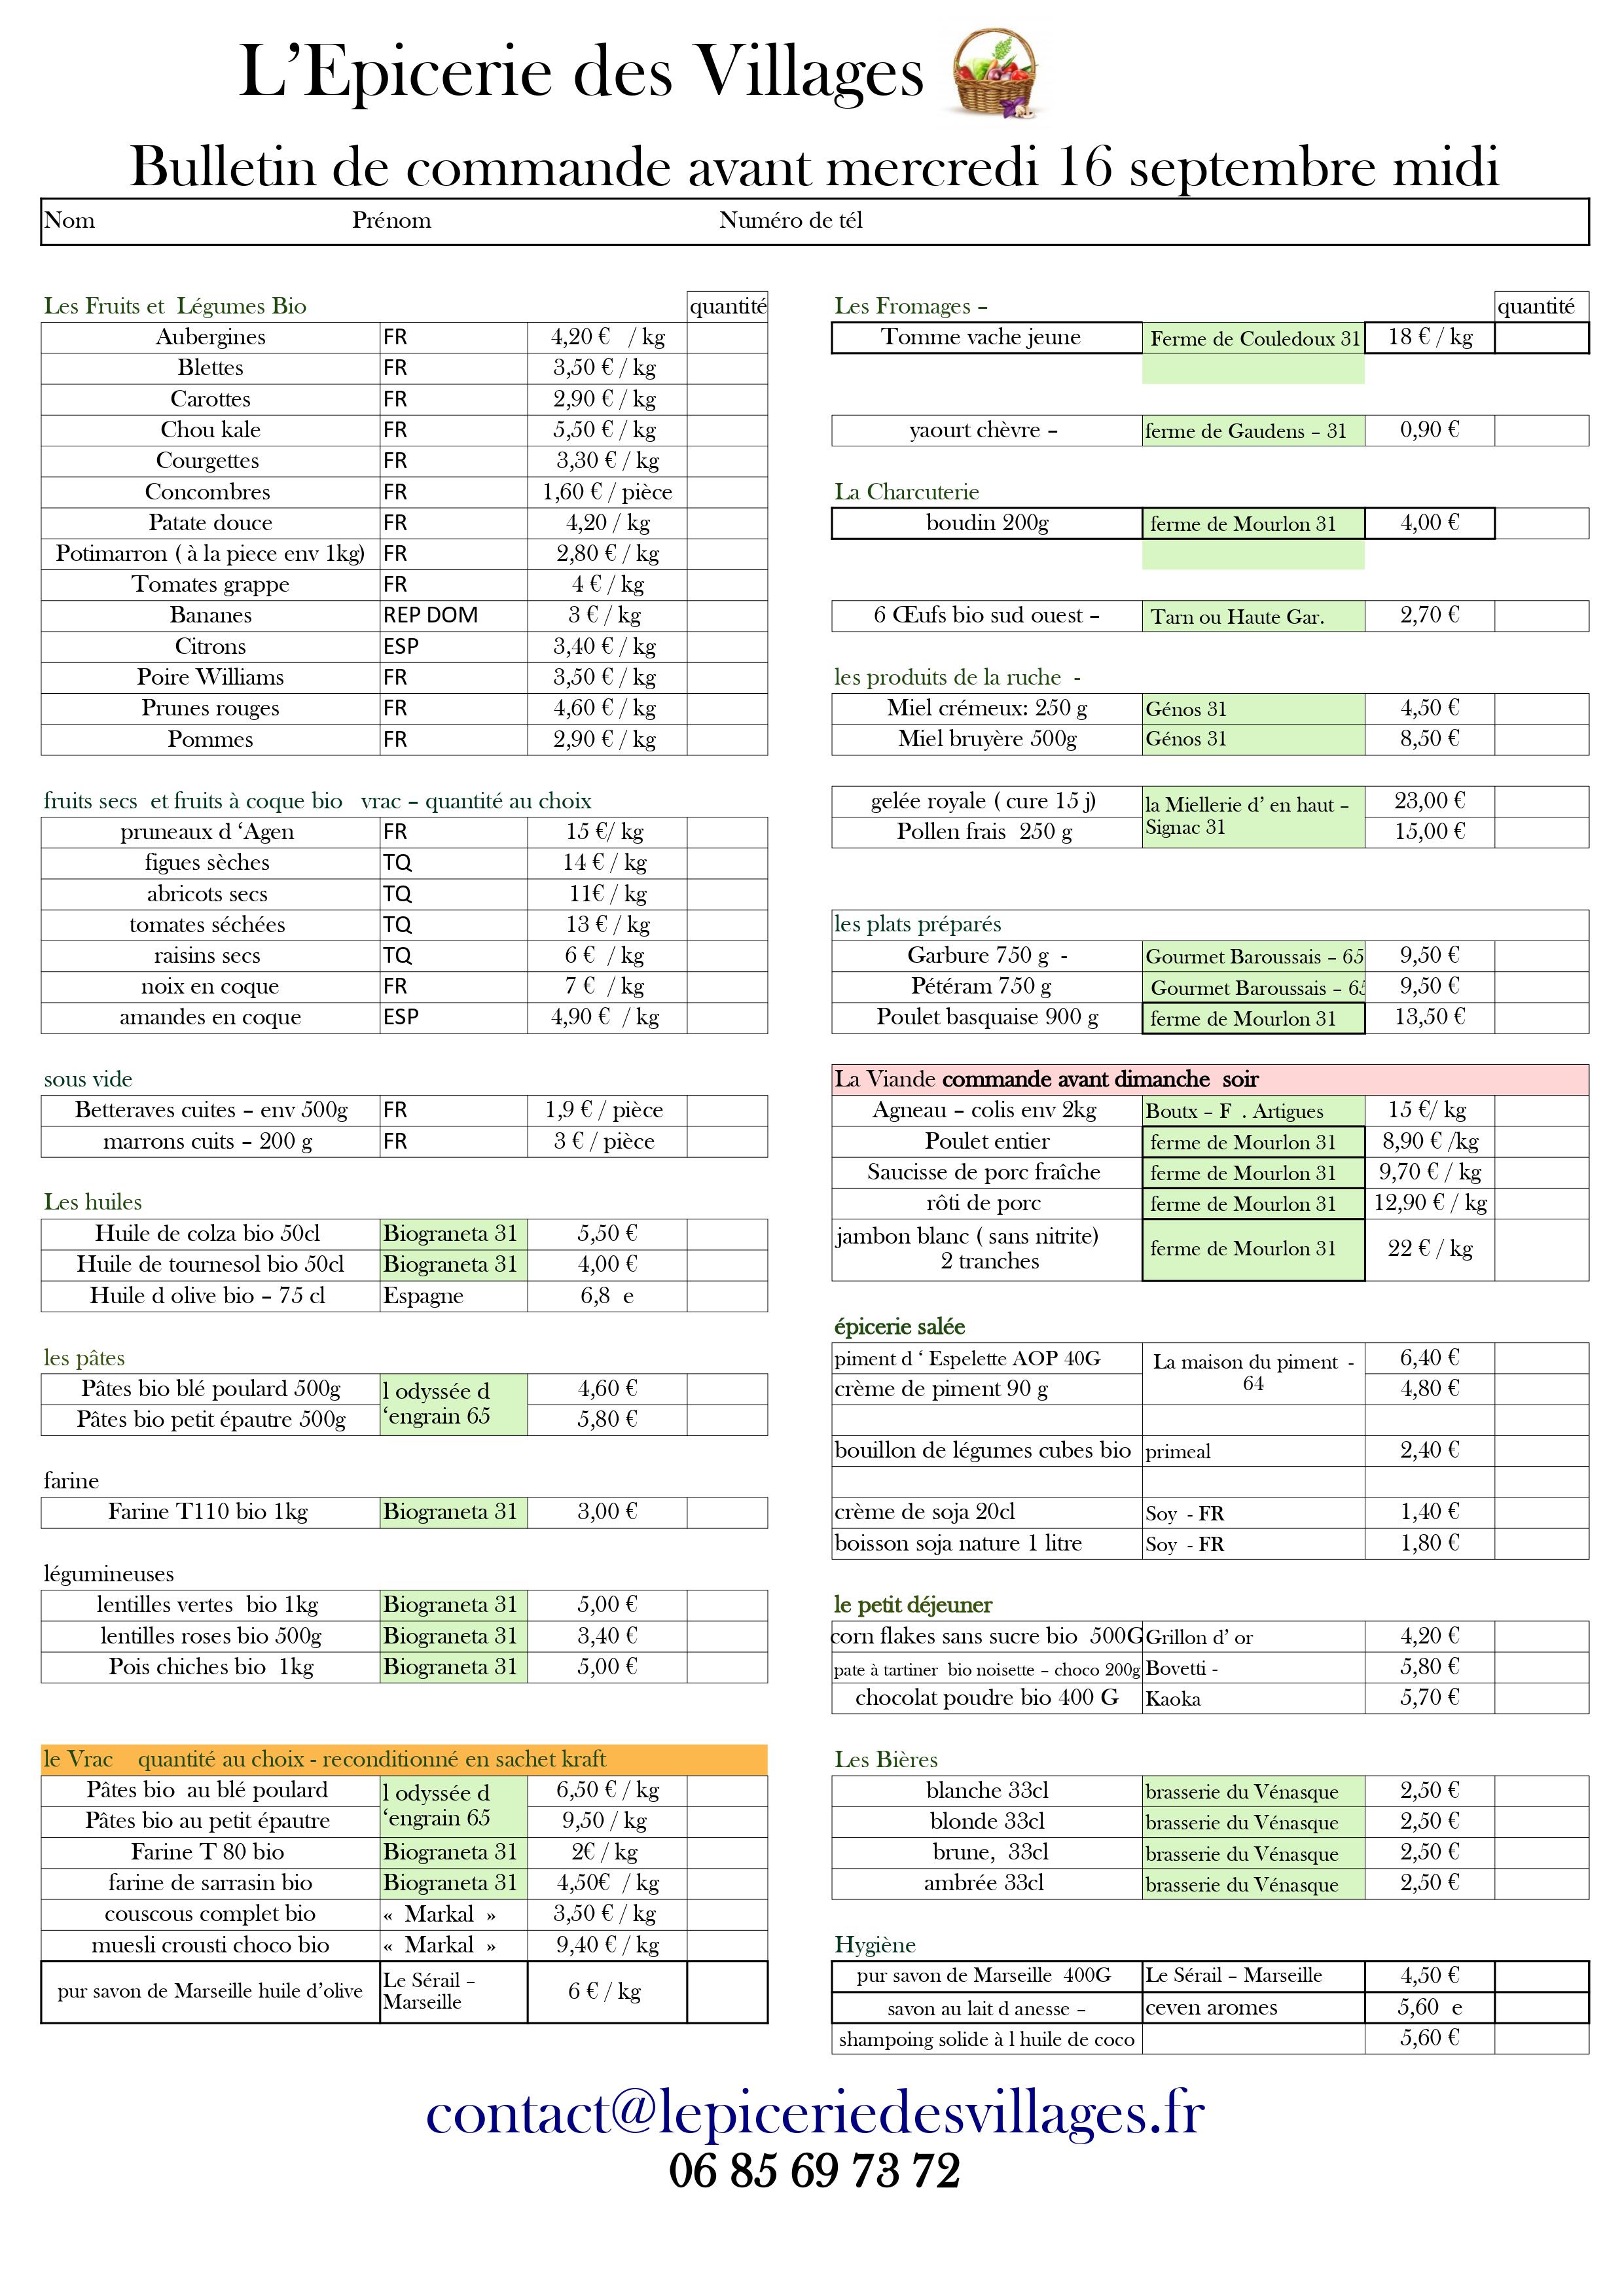 L’Epicerie des Villages
Bulletin de commande avant mercredi 16 septembre midi
Nom Prénom Numéro de tél
Les Fruits et Légumes Bio quantité
Aubergines FR 4,20 € / kg
Blettes FR 3,50 € / kg
Carottes FR 2,90 € / kg
Chou kale FR 5,50 € / kg
Courgettes FR 3,30 € / kg
Concombres FR 1,60 € / pièce
Patate douce FR 4,20 / kg
Potimarron ( à la piece env 1kg) FR 2,80 € / kg
Tomates grappe FR 4 € / kg
Bananes REP DOM 3 € / kg
Citrons ESP 3,40 € / kg
Poire Williams FR 3,50 € / kg
Prunes rouges FR 4,60 € / kg
Pommes FR 2,90 € / kg
fruits secs et fruits à coque bio vrac – quantité au choix
pruneaux d ‘Agen FR 15 €/ kg
figues sèches TQ 14 € / kg
abricots secs TQ 11€ / kg
tomates séchées TQ 13 € / kg
raisins secs TQ 6 € / kg
noix en coque FR 7 € / kg
amandes en coque ESP 4,90 € / kg
sous vide
Betteraves cuites – env 500g FR 1,9 € / pièce
marrons cuits – 200 g FR 3 € / pièce
Les huiles
Huile de colza bio 50cl Biograneta 31 5,50 €
Huile de tournesol bio 50cl Biograneta 31 4,00 €
Huile d olive bio – 75 cl Espagne 6,8 e
les pâtes
Pâtes bio blé poulard 500g l odyssée d 4,60 €
Pâtes bio petit épautre 500g ‘engrain 65 5,80 €
farine
Farine T110 bio 1kg Biograneta 31 3,00 €
légumineuses
lentilles vertes bio 1kg Biograneta 31 5,00 €
lentilles roses bio 500g Biograneta 31 3,40 €
Pois chiches bio 1kg Biograneta 31 5,00 €
le Vrac quantité au choix - reconditionné en sachet kraft
Pâtes bio au blé poulard l odyssée d 6,50 € / kg
Pâtes bio au petit épautre ‘engrain 65 9,50 / kg
Farine T 80 bio Biograneta 31 2€ / kg
farine de sarrasin bio Biograneta 31 4,50€ / kg
couscous complet bio « Markal » 3,50 € / kg
muesli crousti choco bio « Markal » 9,40 € / kg
pur savon de Marseille huile d’olive Le Sérail – 6 € / kg
Marseille
Les Fromages – quantité
Tomme vache jeune Ferme de Couledoux 31 18 € / kg
yaourt chèvre – ferme de Gaudens – 31 0,90 €
La Charcuterie
boudin 200g ferme de Mourlon 31 4,00 €
6 Œufs bio sud ouest – Tarn ou Haute Gar. 2,70 €
les produits de la ruche -
Miel crémeux: 250 g Génos 31 4,50 €
Miel bruyère 500g Génos 31 8,50 €
gelée royale ( cure 15 j) la Miellerie d’ en haut – 23,00 €
Pollen frais 250 g Signac 31 15,00 €
les plats préparés
Garbure 750 g - Gourmet Baroussais – 65 9,50 €
Pétéram 750 g Gourmet Baroussais – 65 9,50 €
Poulet basquaise 900 g ferme de Mourlon 31 13,50 €
La Viande commande avant dimanche soir
Agneau – colis env 2kg Boutx – F . Artigues 15 €/ kg
Poulet entier ferme de Mourlon 31 8,90 € /kg
Saucisse de porc fraîche ferme de Mourlon 31 9,70 € / kg
rôti de porc ferme de Mourlon 31 12,90 € / kg
jambon blanc ( sans nitrite)
2 tranches ferme de Mourlon 31 22 € / kg
épicerie salée
piment d ‘ Espelette AOP 40G La maison du piment - 6,40 €
crème de piment 90 g 64 4,80 €
bouillon de légumes cubes bio primeal 2,40 €
crème de soja 20cl Soy - FR 1,40 €
boisson soja nature 1 litre Soy - FR 1,80 €
le petit déjeuner
corn flakes sans sucre bio 500G Grillon d’ or 4,20 €
pate à tartiner bio noisette – choco 200g Bovetti - 5,80 €
chocolat poudre bio 400 G Kaoka 5,70 €
Les Bières
blanche 33cl brasserie du Vénasque 2,50 €
blonde 33cl brasserie du Vénasque 2,50 €
brune, 33cl brasserie du Vénasque 2,50 €
ambrée 33cl brasserie du Vénasque 2,50 €
Hygiène
pur savon de Marseille 400G Le Sérail – Marseille 4,50 €
savon au lait d anesse – ceven aromes 5,60 e
shampoing solide à l huile de coco 5,60 €
contact@lepiceriedesvillages.fr
06 85 69 73 72